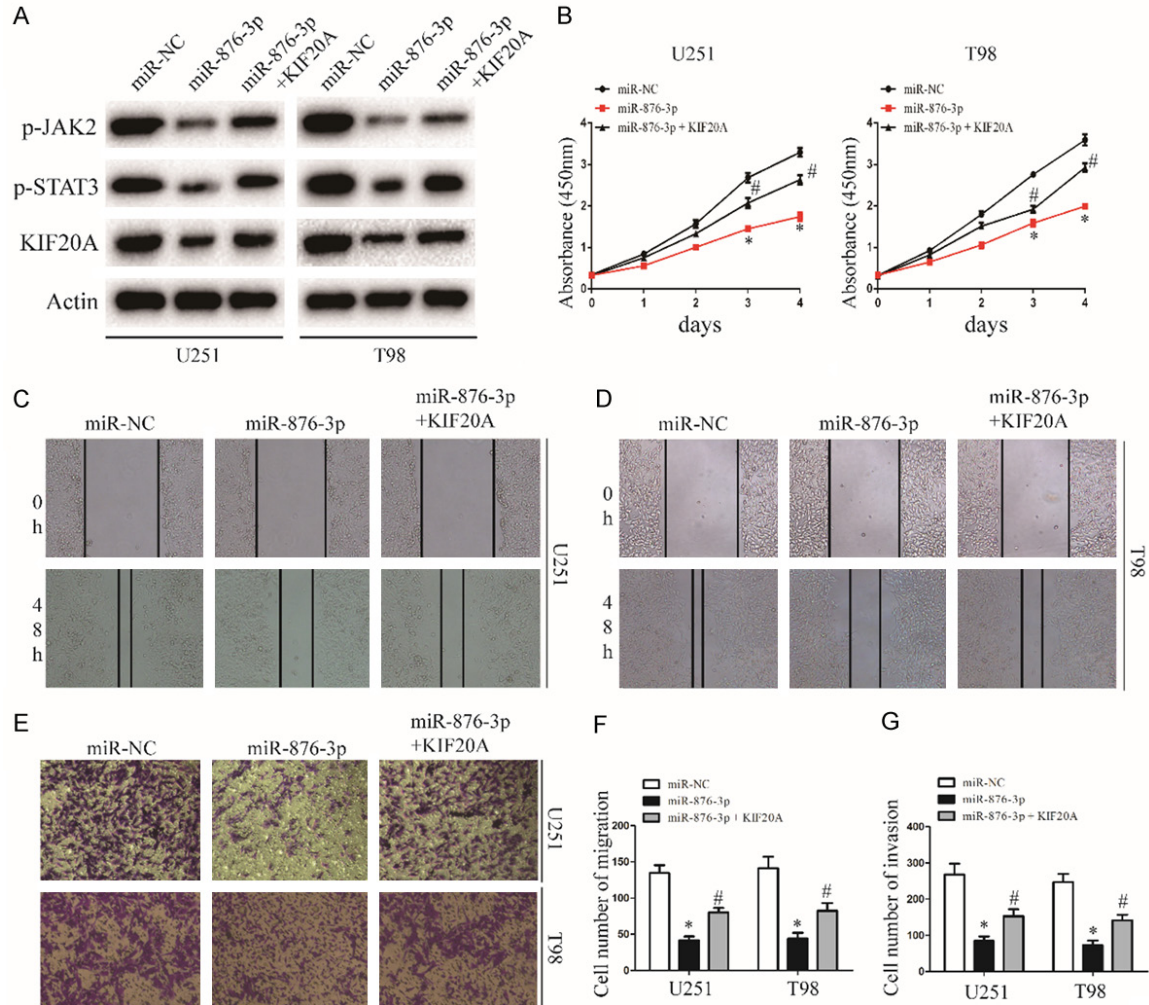 A
miR-NC
miR-876-3p
miR-876-3p
+KIF20A
miR-NC
miR-876-3p
miR-876-3p
+KIF20A
p-JAK2
p-STAT3
KIF20A
Actin
U251
T98
B
U251
miR-NC
miR-876-3p
miR-876-3p + KIF20A
Absorbance (450nm)
4
3
2
1
0
#
#
*
*
0 1 2 3 4
days
T98
miR-NC
miR-876-3p
miR-876-3p + KIF20A
Absorbance (450nm)
4
3
2
1
0
#
#
*
*
0 1 2 3 4
days
C
miR-NC
miR-876-3p
miR-876-3p
+KIF20A
0
h
4
8
h
U251
D
miR-NC
miR-876-3p
miR-876-3p
+KIF20A
0
h
4
8
h
T98
E
miR-NC
miR-876-3p
miR-876-3p
+KIF20A
U251
T98
F
miR-NC
miR-876-3p
miR-876-3p + KIF20A
Cell number of migration
200
150
100
50
0
*
#
*
#
U251 T98
G
miR-NC
miR-876-3p
miR-876-3p + KIF20A
Cell number of invasion
400
300
200
100
0
*
#
*
#
U251 T98